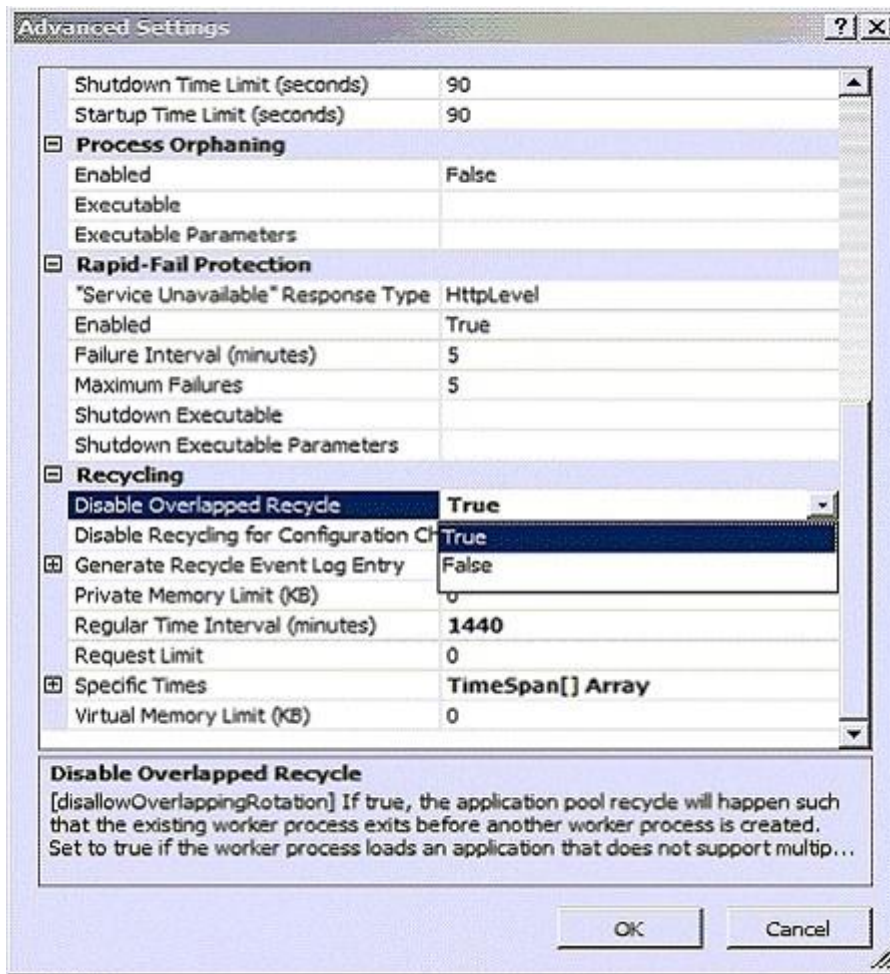 Advanced Settings
Shutdown Time Limit (seconds) 90
Startup Time Limit (seconds) 90
Process Orphaning
Enabled False
Executable
Executable Parameters
Rapid-Fail Protection
"Service Unavailable" Response Type HttpLevel
Enabled True
Failure Interval (minutes) 5
Maximum Failures 5
Shutdown Executable
Shutdown Executable Parameters
Recycling
Disable Overlapped Recycle True
Disable Recycling for Configuration Ch True
Generate Recycle Event Log Entry False
Private Memory Limit (KB) 0
Regular Time Interval (minutes) 1440
Request Limit 0
Specific Times TimeSpan[] Array
Virtual Memory Limit (KB) 0
Disable Overlapped Recycle
[disallowOverlappingRotation] If true, the application pool recycle will happen such
that the existing worker process exits before another worker process is created.
Set to true if the worker process loads an application that does not support multip...
OK Cancel